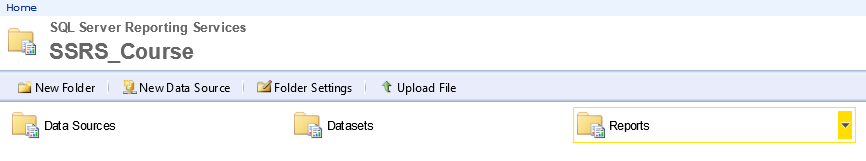 Home
SQL Server Reporting Services
SSRS_Course
New Folder New Data Source Folder Settings Upload File
Data Sources Datasets Reports